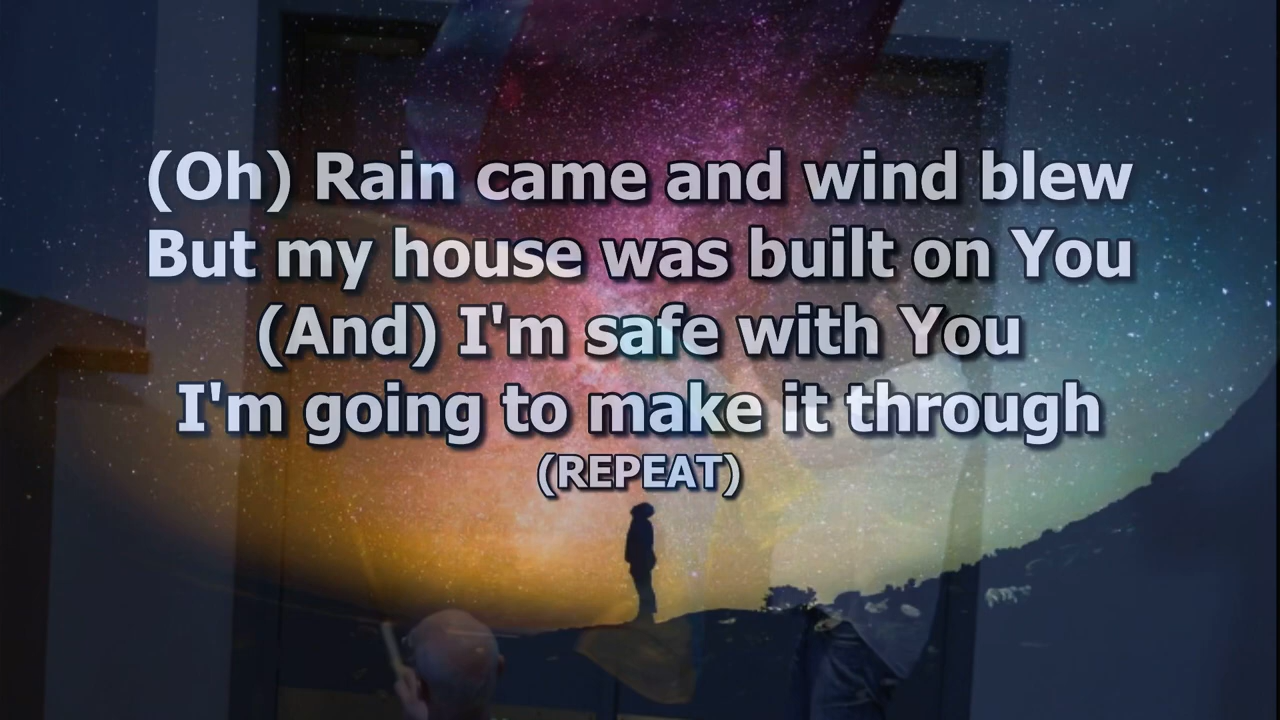 (Oh) Rain came and wind blew
But my house was built on You
(And) I'm safe with You
I'm going to make it through
(REPEAT)